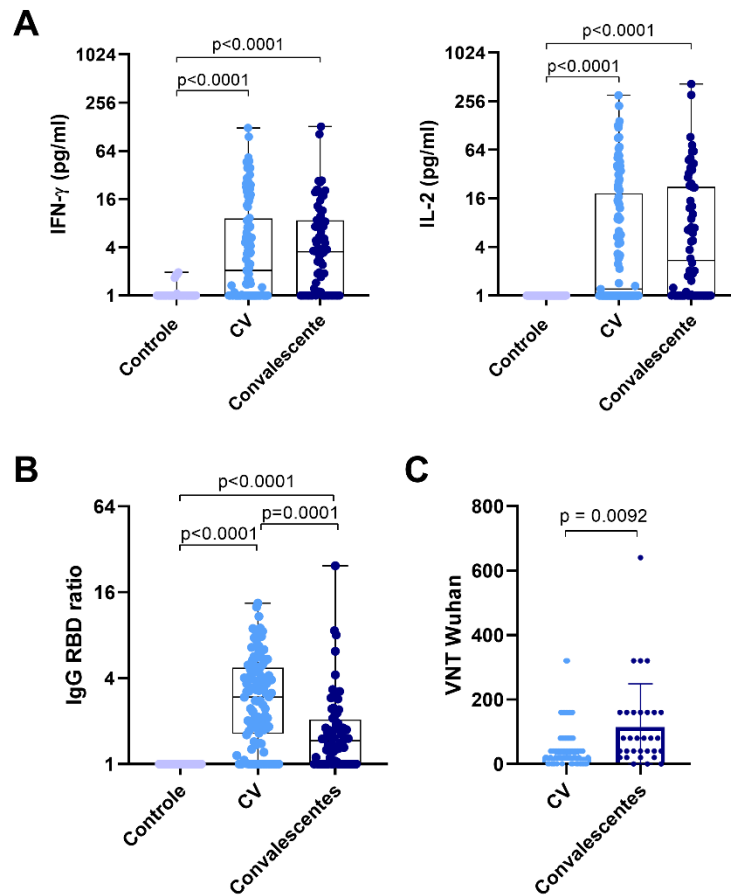 A
p<0.0001
p<0.0001
IFN-γ (pg/ml)
1024
256
64
16
4
1
Controle
CV
Convalescente
p<0.0001
p<0.0001
IL-2 (pg/ml)
1024
256
64
16
4
1
Controle
CV
Convalescente
B
p<0.0001
p=0.0001
p<0.0001
IgG RBD ratio
64
16
4
1
Controle
CV
Convalescentes
C
p = 0.0092
VNT Wuhan
800
600
400
200
0
CV
Convalescentes